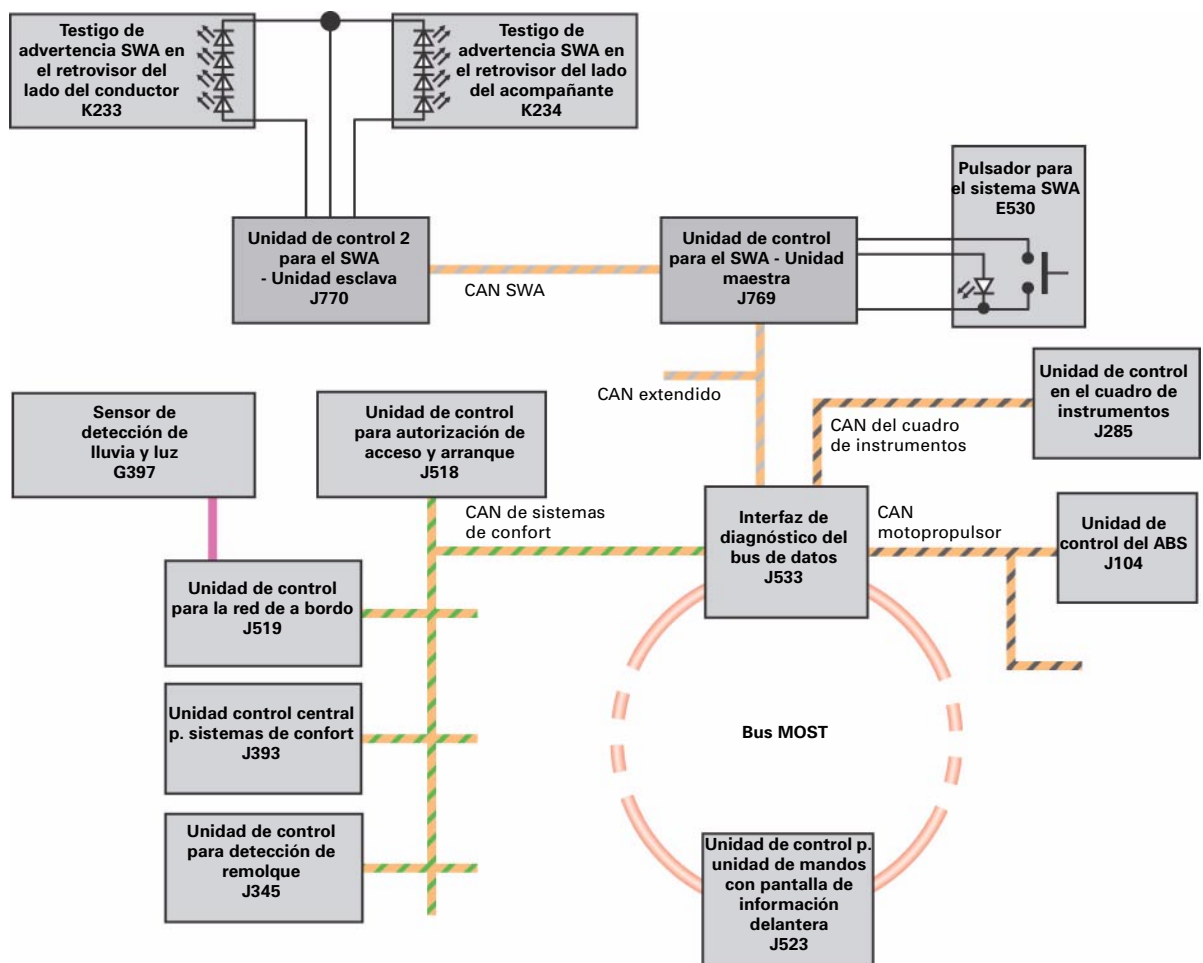 Testigo de
advertencia SWA en
el retrovisor del
lado del conductor
K233
Testigo de
advertencia SWA en
el retrovisor del lado
del acompañante
K234
Pulsador para
el sistema SWA
E530
Unidad de control 2
para el SWA
- Unidad esclava
J770
CAN SWA
Unidad de control
para el SWA - Unidad
maestra
J769
CAN extendido
Unidad de control
en el cuadro de
instrumentos
J285
CAN del cuadro
de instrumentos
Sensor de
detección de
lluvia y luz
G397
Unidad de control
para autorización de
acceso y arranque
J518
CAN de sistemas
de confort
Interfaz de
diagnóstico del
bus de datos
J533
CAN
motopropulsor
Unidad de
control del ABS
J104
Unidad de control
para la red de a bordo
J519
Unidad control central
p. sistemas de confort
J393
Bus MOST
Unidad de control
para detección de
remolque
J345
Unidad de control p.
unidad de mandos
con pantalla de
información
delantera
J523